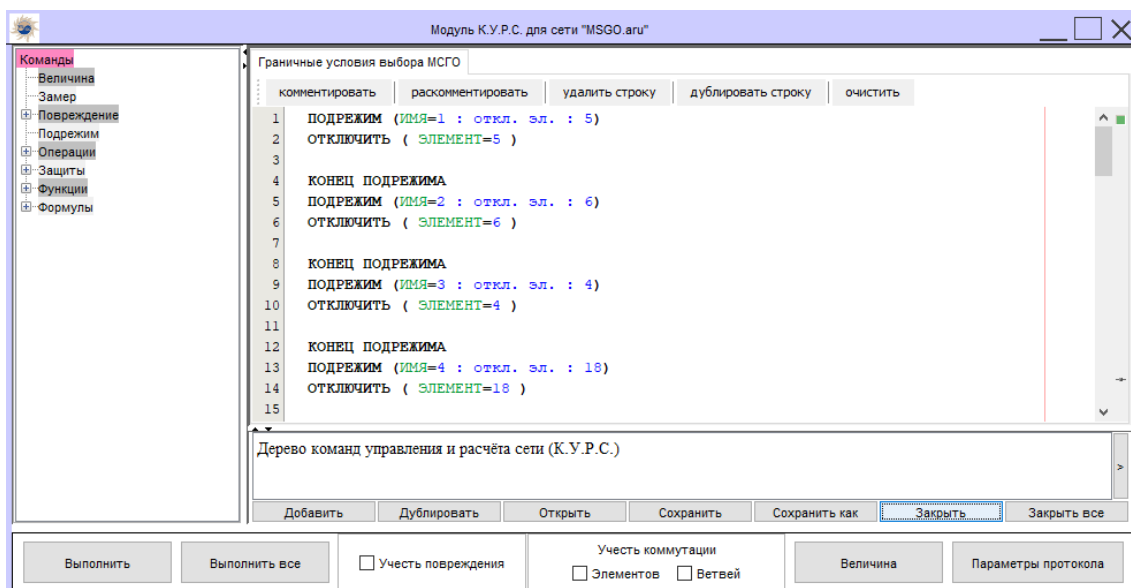 Модуль К.У.Р.С. для сети "MSGO.aru"
Команды
Величина
Замер
Повреждение
Подрежим
Операции
Защиты
Функции
Формулы
Граничные условия выбора МСГО
комментировать раскомментировать удалить строку дублировать строку очистить
1 ПОДРЕЖИМ (ИМЯ=1 : откл. эл. : 5)
2 ОТКЛЮЧИТЬ ( ЭЛЕМЕНТ=5 )
3
4 КОНЕЦ ПОДРЕЖИМА
5 ПОДРЕЖИМ (ИМЯ=2 : откл. эл. : 6)
6 ОТКЛЮЧИТЬ ( ЭЛЕМЕНТ=6 )
7
8 КОНЕЦ ПОДРЕЖИМА
9 ПОДРЕЖИМ (ИМЯ=3 : откл. эл. : 4)
10 ОТКЛЮЧИТЬ ( ЭЛЕМЕНТ=4 )
11
12 КОНЕЦ ПОДРЕЖИМА
13 ПОДРЕЖИМ (ИМЯ=4 : откл. эл. : 18)
14 ОТКЛЮЧИТЬ ( ЭЛЕМЕНТ=18 )
15
Дерево команд управления и расчёта сети (К.У.Р.С.)
>
Добавить Дублировать Открыть Сохранить Сохранить как Закрыть Закрыть все
Выполнить Выполнить все Учесть повреждения
Учесть коммутации
Элементов Ветвей
Величина Параметры протокола